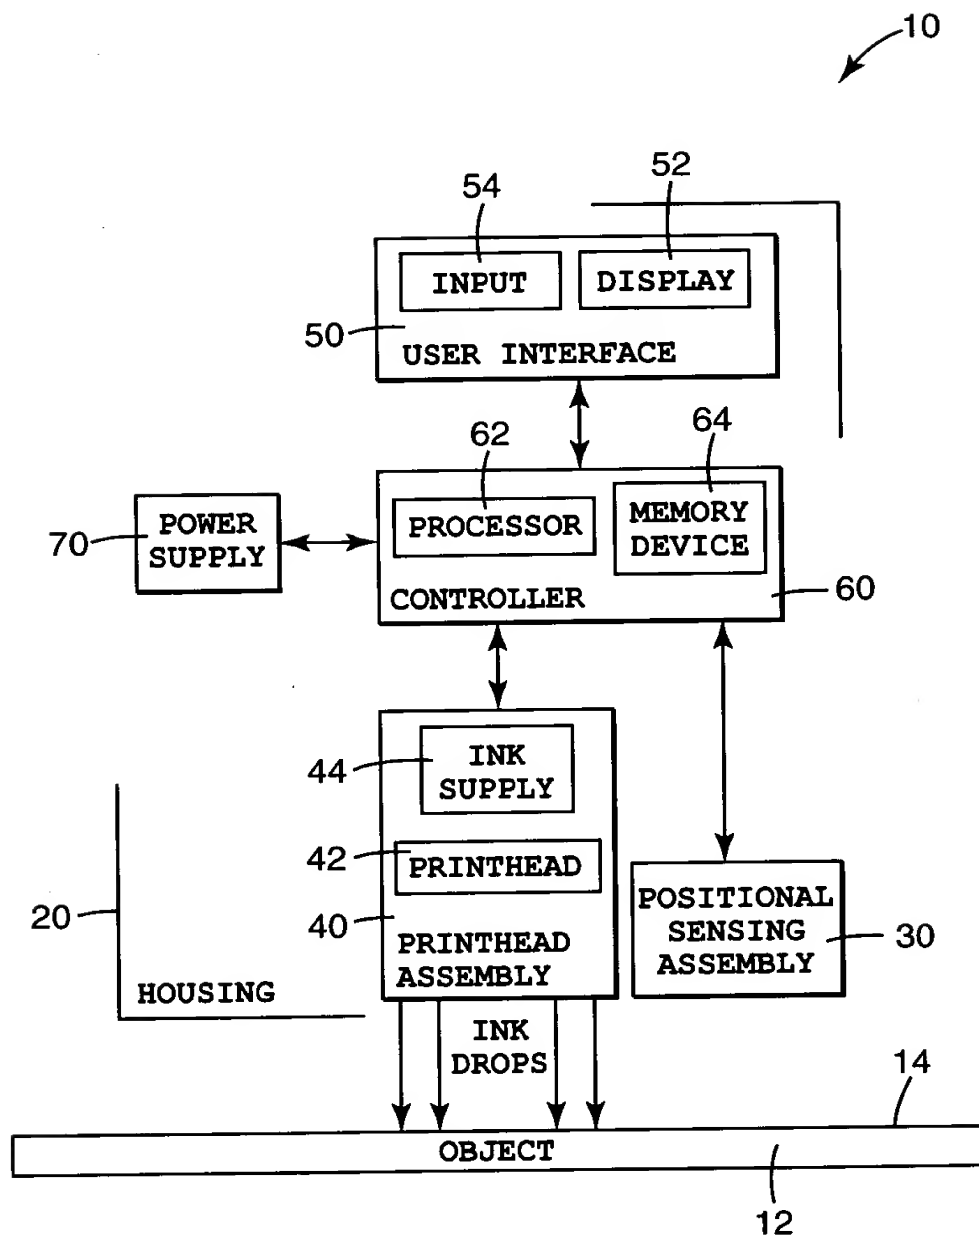 10
54
52
INPUT
DISPLAY
50
USER INTERFACE
62
64
70
POWER
SUPPLY
PROCESSOR
MEMORY
DEVICE
CONTROLLER
60
44
INK
SUPPLY
42
PRINTHEAD
20
40
PRINTHEAD
ASSEMBLY
POSITIONAL
SENSING
ASSEMBLY
30
HOUSING
INK
DROPS
14
OBJECT
12